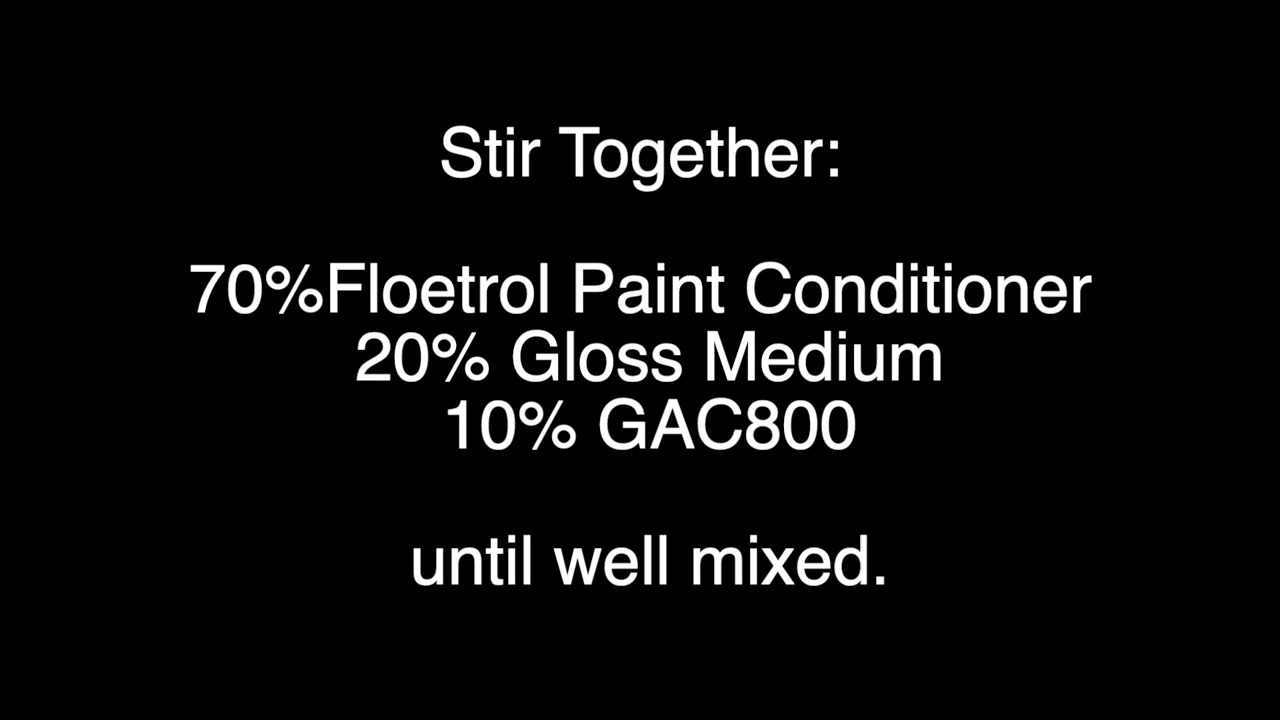 Stir Together:
70%Floetrol Paint Conditioner
20% Gloss Medium
10% GAC800
until well mixed.